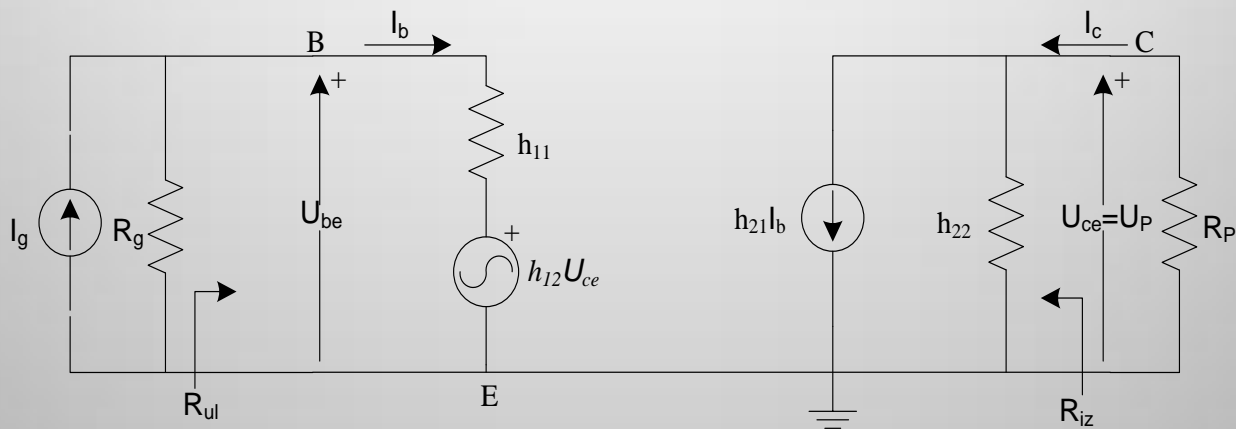 B
I_b
I_c
C
+
+
h_11
I_g
R_g
U_be
+
h_12U_ce
h_21I_b
h_22
U_ce=U_P
R_P
R_ul
E
R_iz